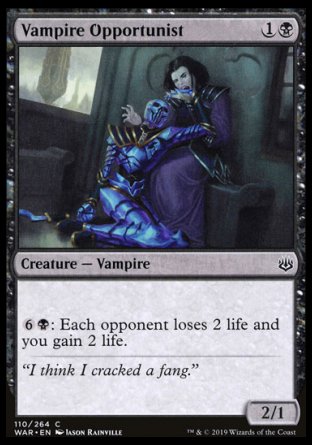 Vampire Opportunist 1
Creature — Vampire
6: Each opponent loses 2 life and
you gain 2 life.
"I think I cracked a fang."
2/1
110/264 C
WAR • EN Jason Rainville
™ & © 2019 Wizards of the Coast